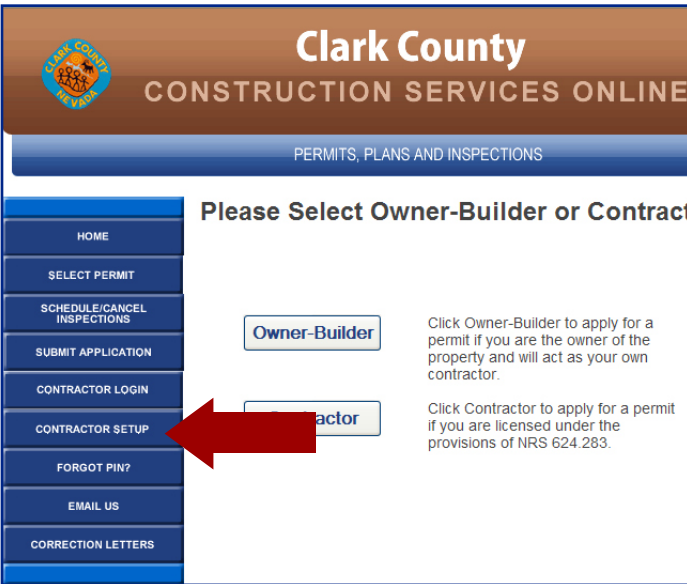 CLARK COUNTY
NEVADA
Clark County
CONSTRUCTION SERVICES ONLINE
PERMITS, PLANS AND INSPECTIONS
Please Select Owner-Builder or Contract
HOME
SELECT PERMIT
SCHEDULE/CANCEL
INSPECTIONS
SUBMIT APPLICATION
CONTRACTOR LOGIN
CONTRACTOR SETUP
FORGOT PIN?
EMAIL US
CORRECTION LETTERS
Owner-Builder
Click Owner-Builder to apply for a
permit if you are the owner of the
property and will act as your own
contractor.
actor
Click Contractor to apply for a permit
if you are licensed under the
provisions of NRS 624.283.